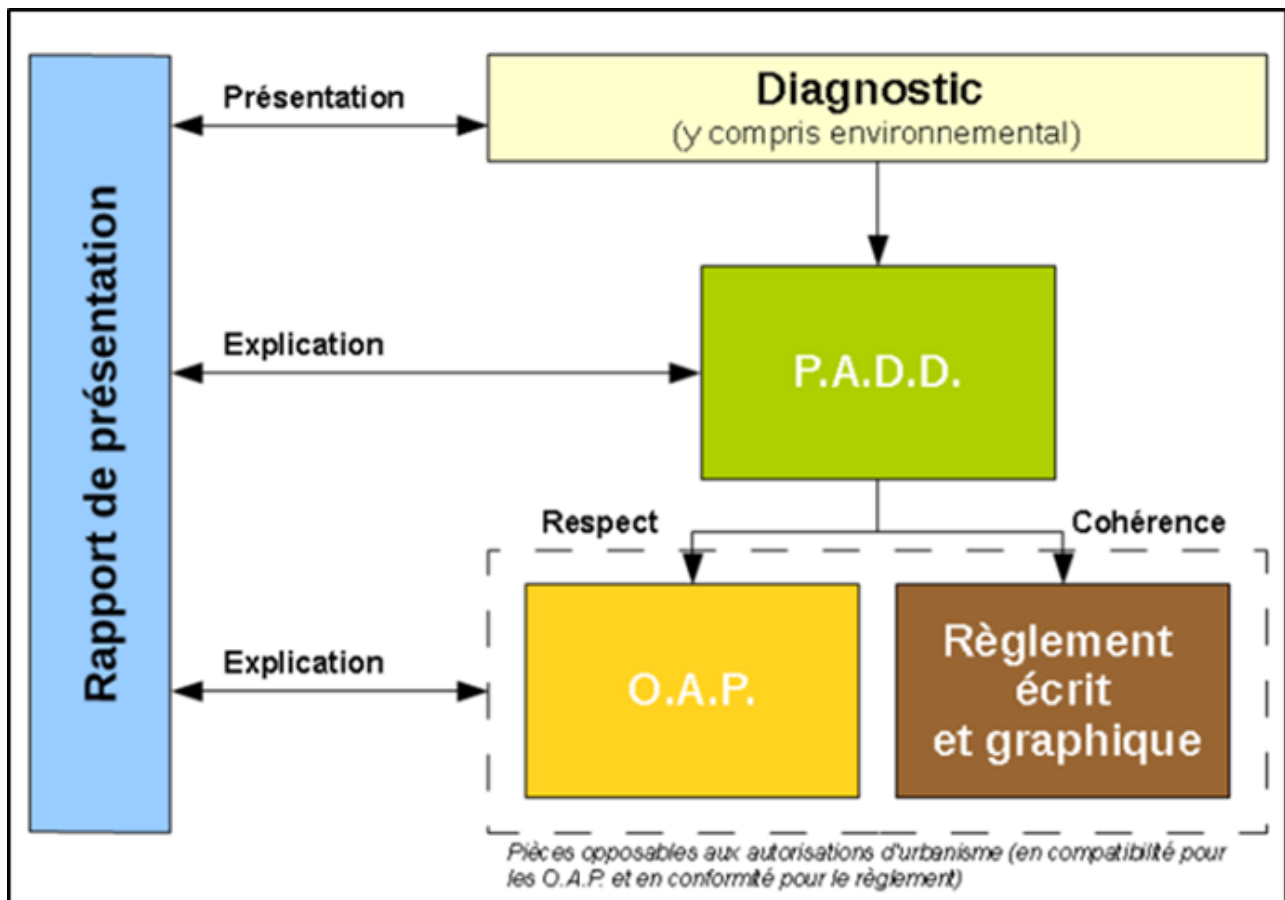 Rapport de présentation
Présentation
Diagnostic
(y compris environnemental)
Explication
P.A.D.D.
Respect
Cohérence
Explication
O.A.P.
Règlement
écrit
et graphique
Pièces opposables aux autorisations d'urbanisme (en compatibilité pour
les O.A.P. et en conformité pour le règlement)